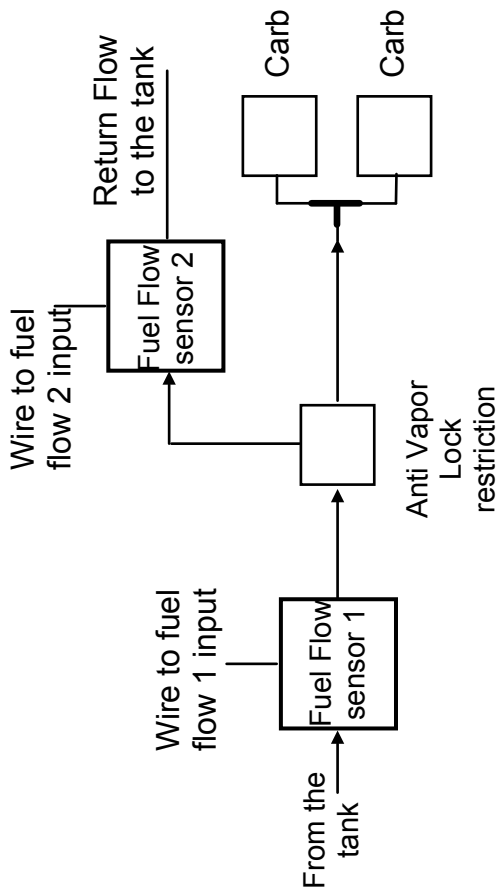 From the
tank
Wire to fuel
flow 1 input
Fuel Flow
sensor 1
Anti Vapor
Lock
restriction
Wire to fuel
flow 2 input
Fuel Flow
sensor 2
Return Flow
to the tank
Carb
Carb